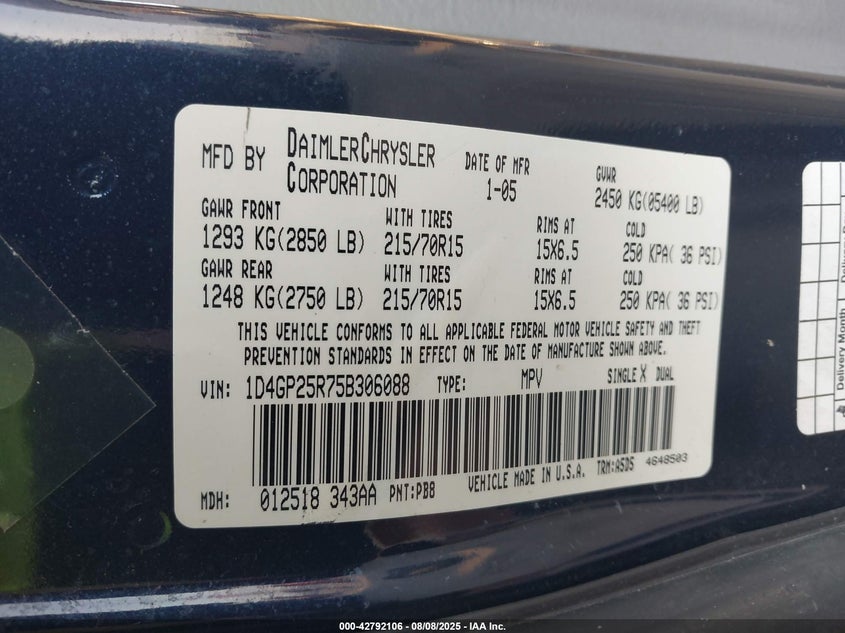 MFD BY DAIMLERCHRYSLER CORPORATION DATE OF MFR 1-05 GVWR 2450 KG(05400 LB)
GAWR FRONT WITH TIRES RIMS AT COLD
1293 KG(2850 LB) 215/70R15 15X6.5 250 KPA( 36 PSI)
GAWR REAR WITH TIRES RIMS AT COLD
1248 KG(2750 LB) 215/70R15 15X6.5 250 KPA( 36 PSI)
THIS VEHICLE CONFORMS TO ALL APPLICABLE FEDERAL MOTOR VEHICLE SAFETY AND THEFT
PREVENTION STANDARDS IN EFFECT ON THE DATE OF MANUFACTURE SHOWN ABOVE.
VIN: 1D4GP25R75B306088 TYPE: MPV SINGLE X DUAL
MDH: 012518 343AA PNT:PB8 VEHICLE MADE IN U.S.A. TRM:A5D5 4648503
Delivery Month
000-42792106 - 08/08/2025 - IAA Inc.